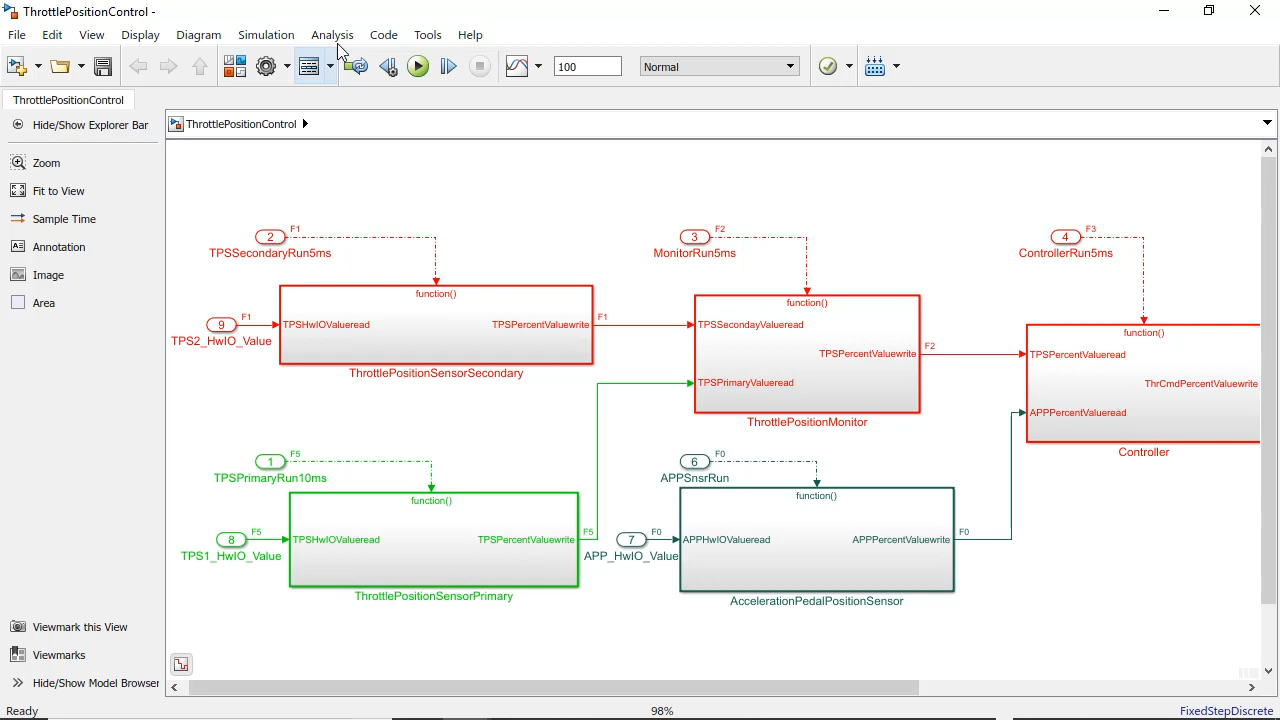 ThrottlePositionControl -
File Edit View Display Diagram Simulation Analysis Code Tools Help
100 Normal
ThrottlePositionControl
Hide/Show Explorer Bar
ThrottlePositionControl
Zoom
Fit to View
Sample Time
Annotation
Image
Area
2 F1
TPSSecondaryRun5ms
3 F2
MonitorRun5ms
4 F3
ControllerRun5ms
function()
9 F1 TPSHwIOValueread TPSPercentValuewrite F1
TPS2_HwIO_Value
ThrottlePositionSensorSecondary
function()
TPSSecondayValueread
TPSPercentValuewrite F2
TPSPrimaryValueread
ThrottlePositionMonitor
function()
TPSPercentValueread
ThrCmdPercentValuewrite
APPPercentValueread
Controller
1 F5
TPSPrimaryRun10ms
6 F0
APPSnsrRun
function()
8 F5 TPSHwIOValueread TPSPercentValuewrite F5
TPS1_HwIO_Value
ThrottlePositionSensorPrimary
function()
7 F0 APPHwIOValueread APPPercentValuewrite F0
APP_HwIO_Value
AccelerationPedalPositionSensor
Viewmark this View
Viewmarks
Hide/Show Model Browser
Ready 98% FixedStepDiscrete